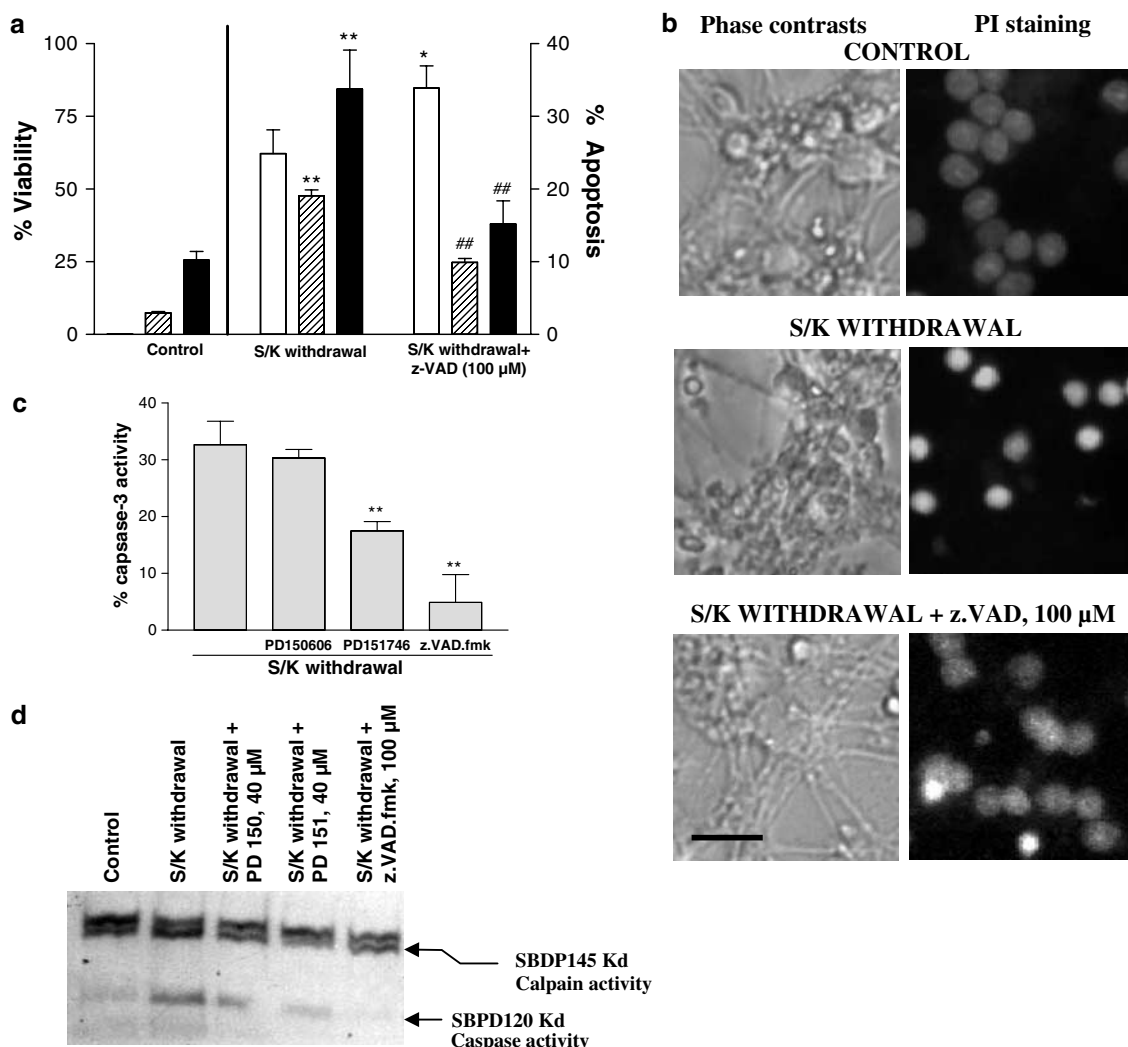 a
100
75
50
25
0
% Viability
**
**
*
##
##
40
30
20
10
0
% Apoptosis
Control
S/K withdrawal
S/K withdrawal+
z-VAD (100 µM)
b
Phase contrasts
PI staining
CONTROL
S/K WITHDRAWAL
S/K WITHDRAWAL + z.VAD, 100 µM
c
40
30
20
10
0
% capsase-3 activity
**
**
PD150606
PD151746
z.VAD.fmk
S/K withdrawal
d
Control
S/K withdrawal
S/K withdrawal +
PD 150, 40 µM
S/K withdrawal +
PD 151, 40 µM
S/K withdrawal +
z.VAD.fmk, 100 µM
SBDP145 Kd
Calpain activity
SBPD120 Kd
Caspase activity